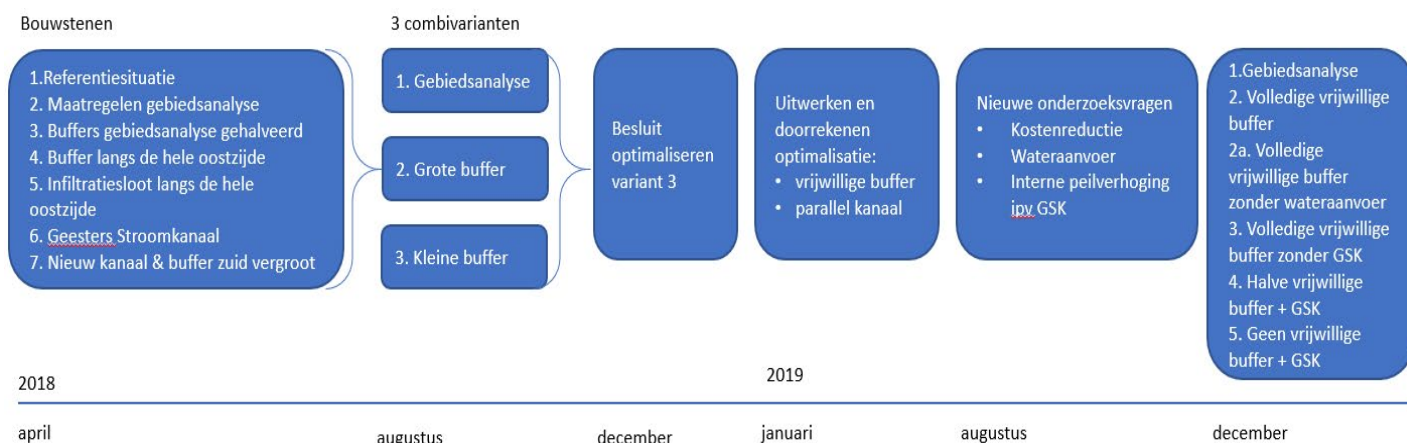 Bouwstenen
1.Referentiesituatie
2. Maatregelen gebiedsanalyse
3. Buffers gebiedsanalyse gehalveerd
4. Buffer langs de hele oostzijde
5. Infiltratiesloot langs de hele
oostzijde
6. Geesters Stroomkanaal
7. Nieuw kanaal & buffer zuid vergroot
3 combivarianten
1. Gebiedsanalyse
2. Grote buffer
3. Kleine buffer
Besluit
optimaliseren
variant 3
Uitwerken en
doorrekenen
optimalisatie:
• vrijwillige buffer
• parallel kanaal
Nieuwe onderzoeksvragen
• Kostenreductie
• Wateraanvoer
• Interne peilverhoging
ipv GSK
1.Gebiedsanalyse
2. Volledige vrijwillige
buffer
2a. Volledige
vrijwillige buffer
zonder wateraanvoer
3. Volledige vrijwillige
buffer zonder GSK
4. Halve vrijwillige
buffer + GSK
5. Geen vrijwillige
buffer + GSK
2018
2019
april
augustus
december
januari
augustus
december